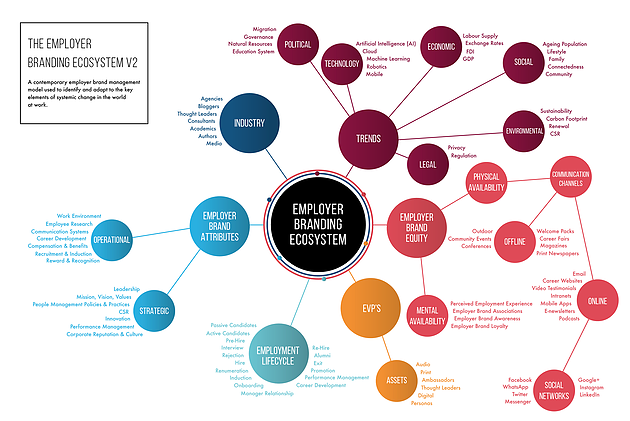 THE EMPLOYER
BRANDING ECOSYSTEM V2
A contemporary employer brand management
model used to identify and adapt to the key
elements of systemic change in the world
at work.
EMPLOYER
BRANDING
ECOSYSTEM
INDUSTRY
Agencies
Bloggers
Thought Leaders
Consultants
Academics
Authors
Media
TRENDS
POLITICAL
Migration
Governance
Natural Resources
Education System
TECHNOLOGY
Artificial Intelligence (AI)
Cloud
Machine Learning
Robotics
Mobile
ECONOMIC
Labour Supply
Exchange Rates
FDI
GDP
SOCIAL
Ageing Population
Lifestyle
Family
Connectedness
Community
ENVIRONMENTAL
Sustainability
Carbon Footprint
Renewal
CSR
LEGAL
Privacy
Regulation
EMPLOYER
BRAND
EQUITY
PHYSICAL
AVAILABILITY
COMMUNICATION
CHANNELS
OFFLINE
Outdoor
Community Events
Conferences
Welcome Packs
Career Fairs
Magazines
Print Newspapers
ONLINE
Email
Career Websites
Video Testimonials
Intranets
Mobile Apps
E-newsletters
Podcasts
SOCIAL
NETWORKS
Facebook
WhatsApp
Twitter
Messenger
Google+
Instagram
LinkedIn
MENTAL
AVAILABILITY
Perceived Employment Experience
Employer Brand Associations
Employer Brand Awareness
Employer Brand Loyalty
EVP'S
ASSETS
Audio
Print
Ambassadors
Thought Leaders
Digital
Personas
EMPLOYMENT
LIFECYCLE
Passive Candidates
Active Candidates
Pre-Hire
Interview
Rejection
Hire
Renumeration
Induction
Onboarding
Manager Relationship
Re-Hire
Alumni
Exit
Promotion
Performance Management
Career Development
EMPLOYER
BRAND
ATTRIBUTES
OPERATIONAL
Work Environment
Employee Research
Communication Systems
Career Development
Compensation & Benefits
Recruitment & Induction
Reward & Recognition
STRATEGIC
Leadership
Mission, Vision, Values
People Management Policies & Practices
CSR
Innovation
Performance Management
Corporate Reputation & Culture